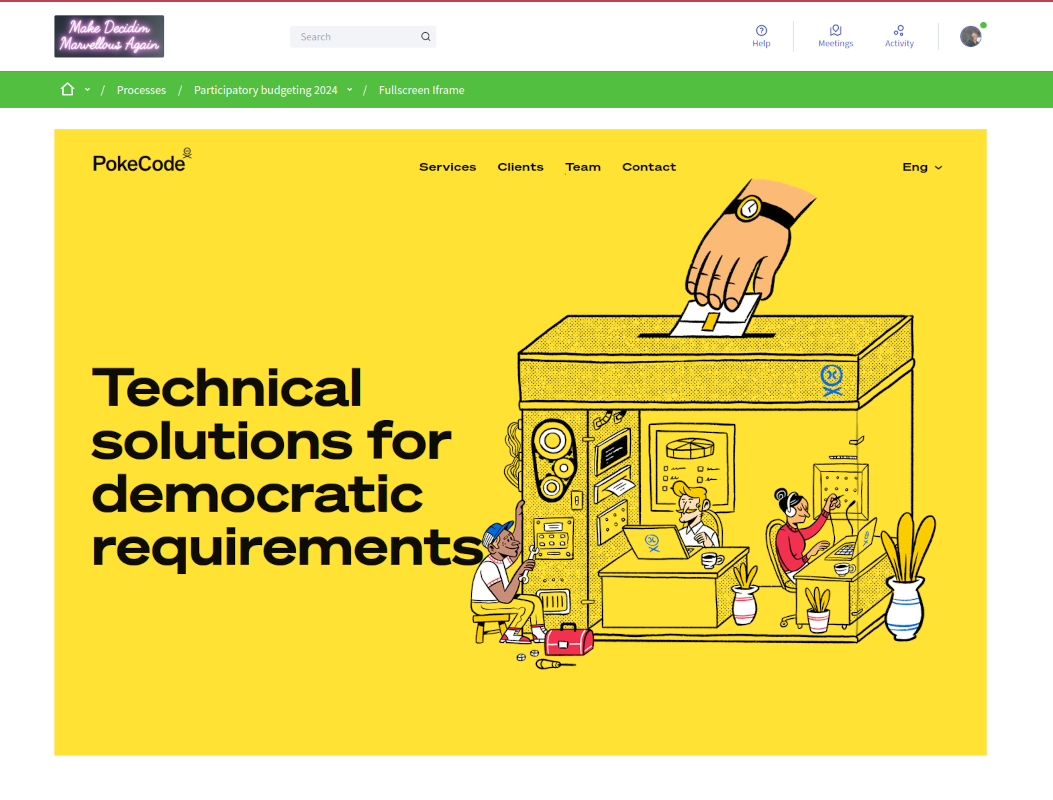 Make Decidim
Marvellous Again
Search
Help
Meetings
Activity
/ Processes / Participatory budgeting 2024 / Fullscreen Iframe
PokeCode
Services Clients Team Contact
Eng
Technical
solutions for
democratic
requirements